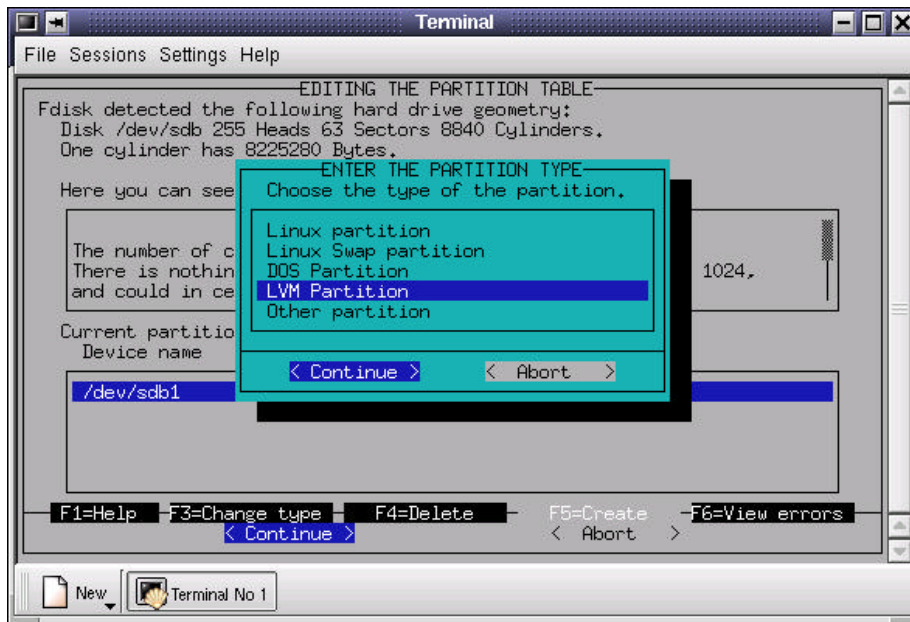 Terminal
File Sessions Settings Help
EDITING THE PARTITION TABLE
Fdisk detected the following hard drive geometry:
Disk /dev/sdb 255 Heads 63 Sectors 8840 Cylinders.
One cylinder has 8225280 Bytes.
ENTER THE PARTITION TYPE
Here you can see
Choose the type of the partition.
Linux partition
Linux Swap partition
DOS Partition
LVM Partition
Other partition
< Continue > < Abort >
The number of c
There is nothin 1024,
and could in ce
Current partitio
Device name
/dev/sdb1
F1=Help F3=Change type F4=Delete F5=Create F6=View errors
< Continue > < Abort >
New Terminal No 1